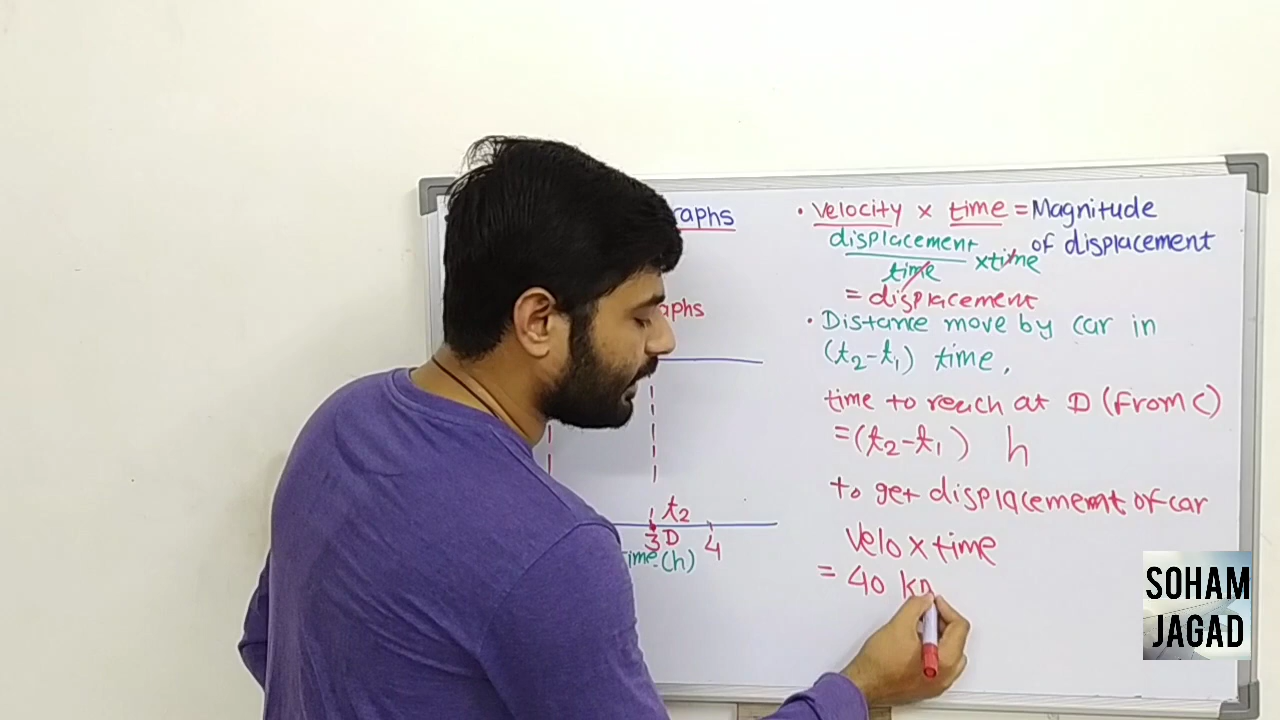 raphs
aphs
t2
3 D 4
time (h)
• Velocity × time = Magnitude
of displacement
displacement
time × time
= displacement
• Distance move by car in
(t2-t1) time,
time to reach at D (From C)
=(t2-t1) h
to get displacement of car
Velo × time
= 40 km
SOHAM
JAGAD